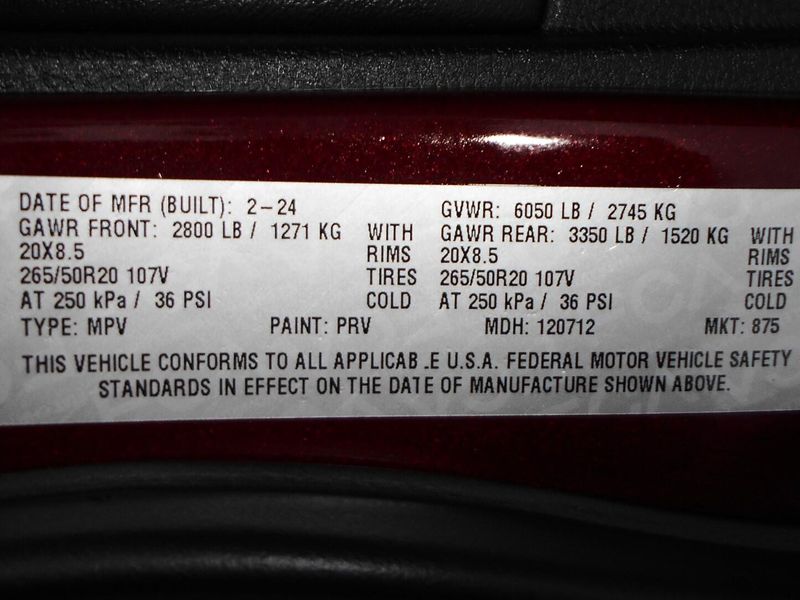 DATE OF MFR (BUILT): 2-24 GVWR: 6050 LB / 2745 KG
GAWR FRONT: 2800 LB / 1271 KG WITH GAWR REAR: 3350 LB / 1520 KG WITH
20X8.5 RIMS 20X8.5 RIMS
265/50R20 107V TIRES 265/50R20 107V TIRES
AT 250 kPa / 36 PSI COLD AT 250 kPa / 36 PSI COLD
TYPE: MPV PAINT: PRV MDH: 120712 MKT: 875
THIS VEHICLE CONFORMS TO ALL APPLICAB .E U.S.A. FEDERAL MOTOR VEHICLE SAFETY
STANDARDS IN EFFECT ON THE DATE OF MANUFACTURE SHOWN ABOVE.